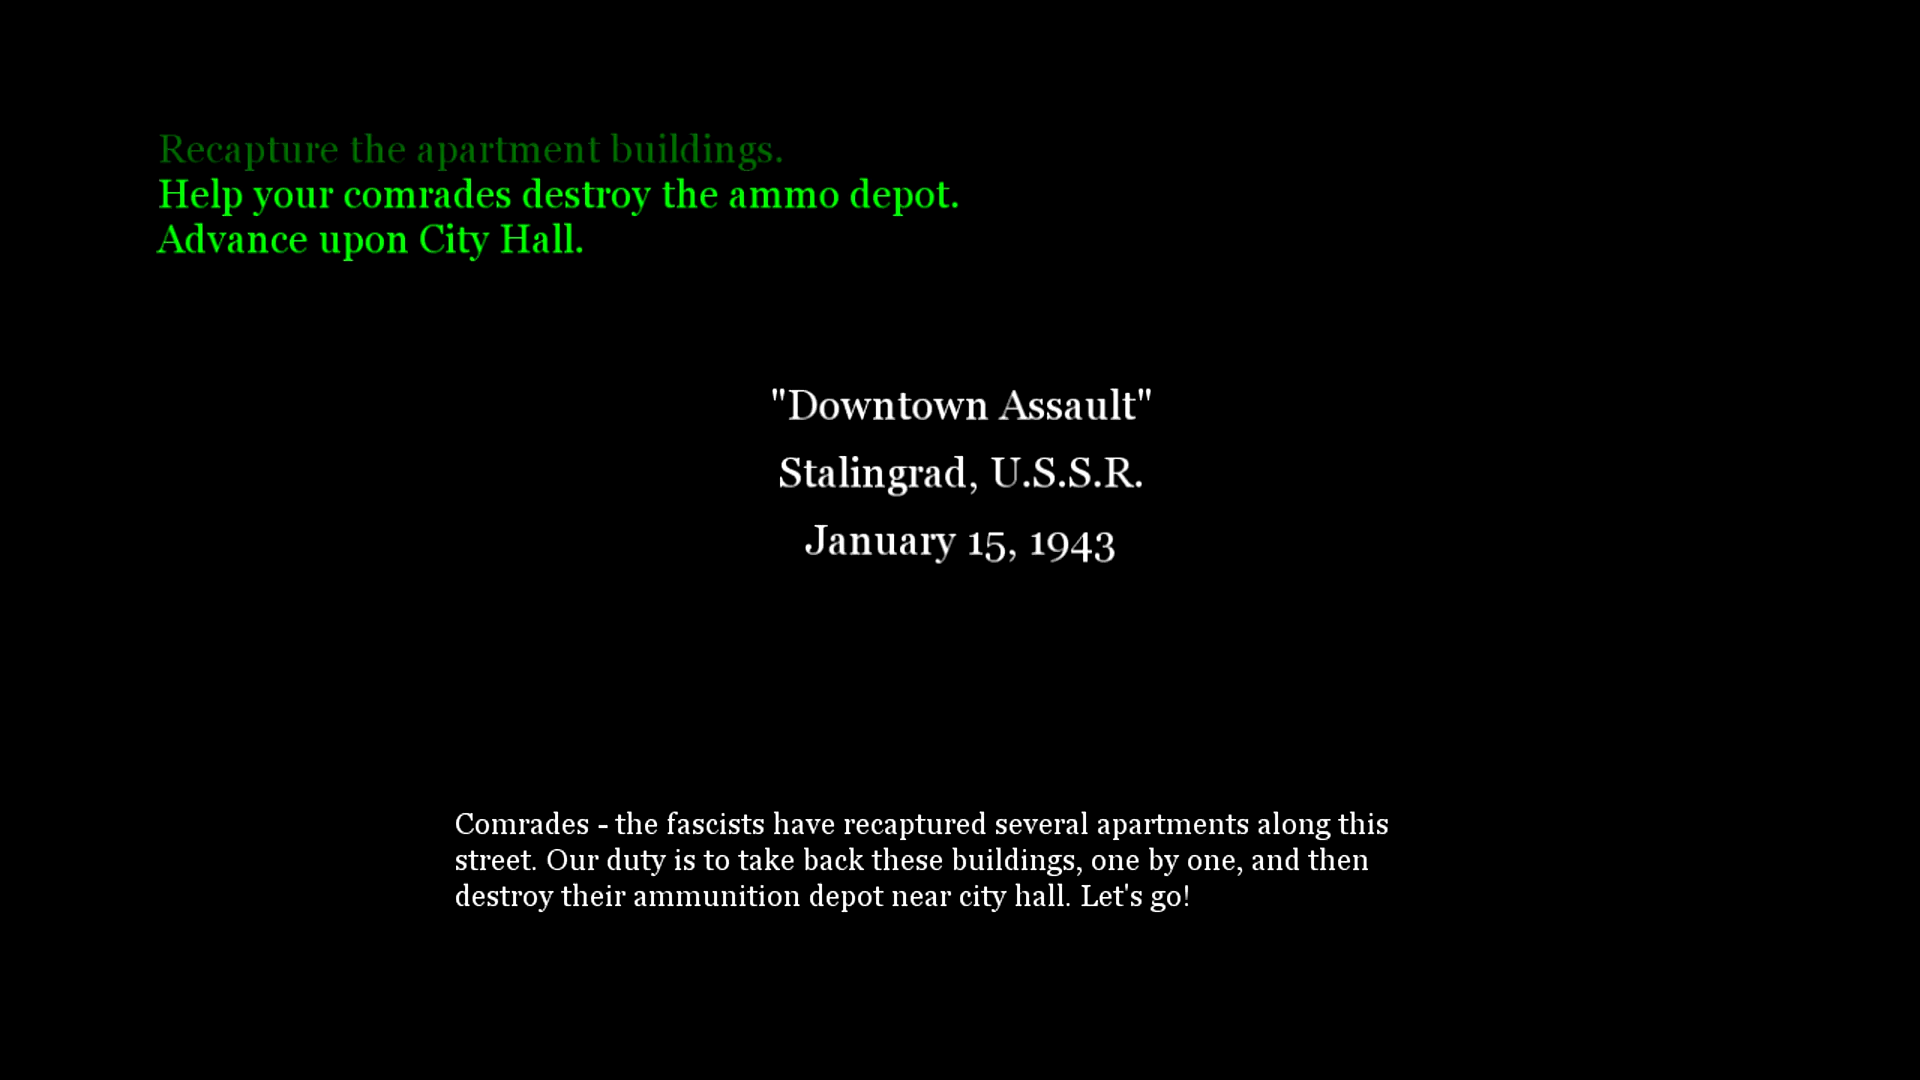 Recapture the apartment buildings.
Help your comrades destroy the ammo depot.
Advance upon City Hall.
"Downtown Assault"
Stalingrad, U.S.S.R.
January 15, 1943
Comrades - the fascists have recaptured several apartments along this
street. Our duty is to take back these buildings, one by one, and then
destroy their ammunition depot near city hall. Let's go!